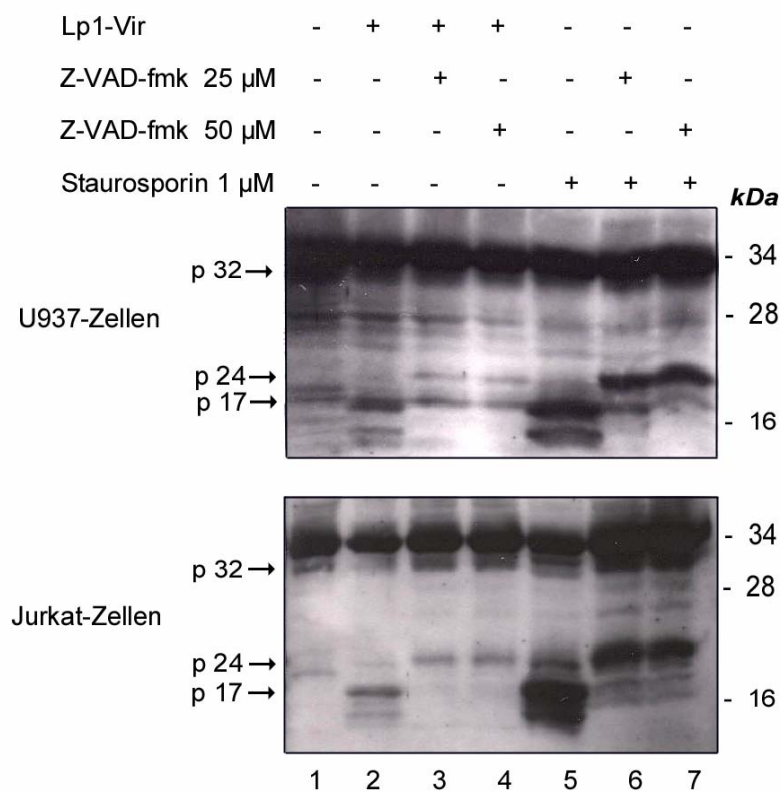 Lp1-Vir - + + + - - -
Z-VAD-fmk 25 µM - - + - - + -
Z-VAD-fmk 50 µM - - - + - - +
Staurosporin 1 µM - - - - + + +
kDa
p 32→ - 34
U937-Zellen - 28
p 24→
p 17→
- 16
- 34
p 32→
- 28
Jurkat-Zellen
p 24→
p 17→ - 16
1 2 3 4 5 6 7